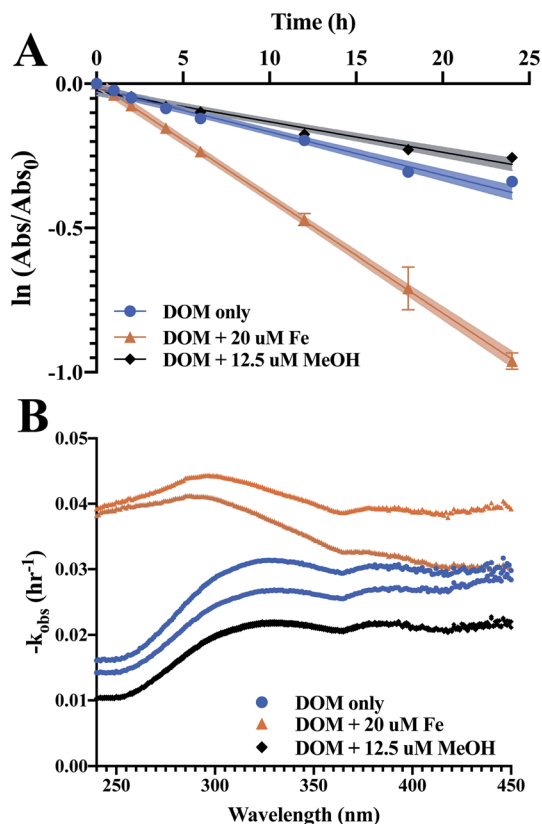 Time (h)
A
0 5 10 15 20 25
0.0
-0.5
-1.0
ln (Abs/Abs0)
DOM only
DOM + 20 uM Fe
DOM + 12.5 uM MeOH
B
0.05
0.04
0.03
0.02
0.01
0.00
-kobs (hr-1)
DOM only
DOM + 20 uM Fe
DOM + 12.5 uM MeOH
250 300 350 400 450
Wavelength (nm)